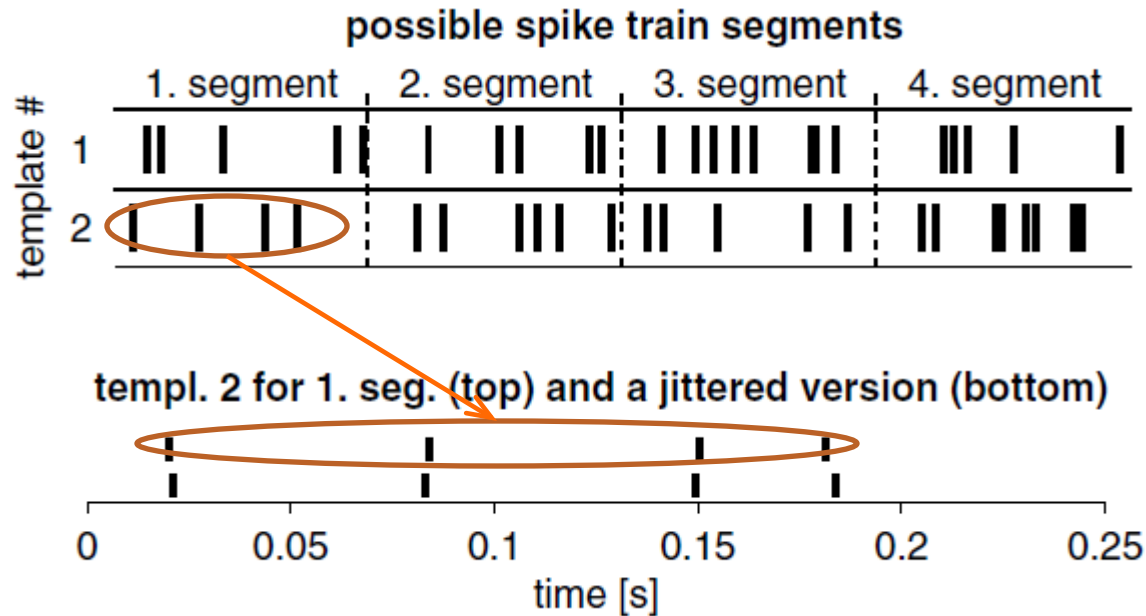 possible spike train segments
1. segment 2. segment 3. segment 4. segment
template #
1
2
templ. 2 for 1. seg. (top) and a jittered version (bottom)
0 0.05 0.1 0.15 0.2 0.25
time [s]